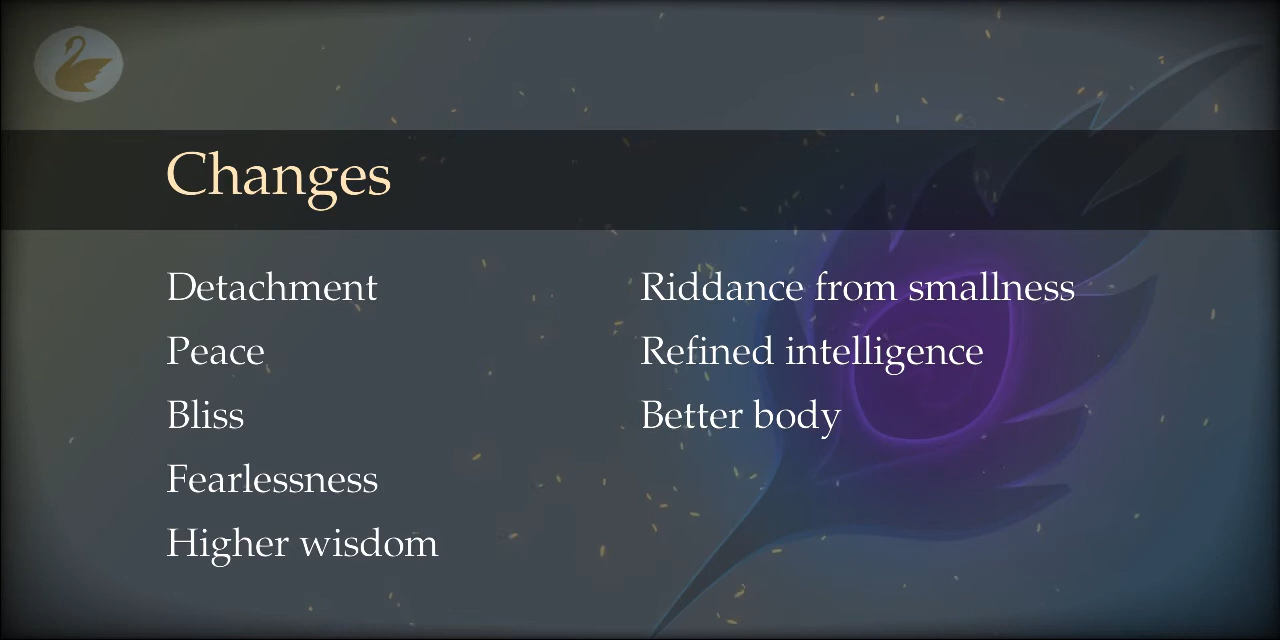 Changes
Detachment
Peace
Bliss
Fearlessness
Higher wisdom
Riddance from smallness
Refined intelligence
Better body